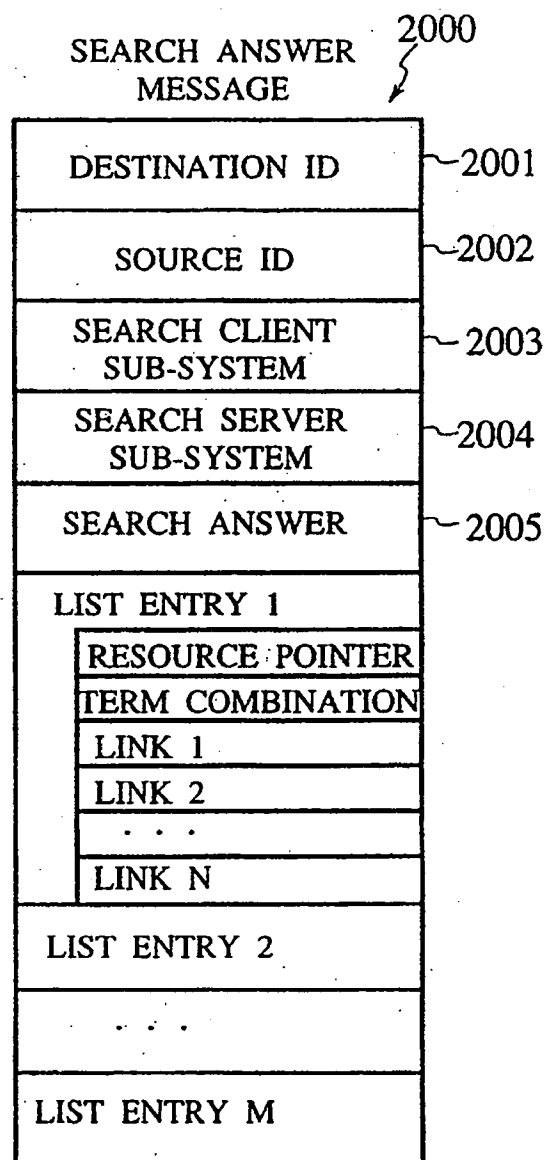 2000
SEARCH ANSWER
MESSAGE
DESTINATION ID
2001
SOURCE ID
2002
SEARCH CLIENT
SUB-SYSTEM
2003
SEARCH SERVER
SUB-SYSTEM
2004
SEARCH ANSWER
2005
LIST ENTRY 1
RESOURCE POINTER
TERM COMBINATION
LINK 1
LINK 2
. . .
LINK N
LIST ENTRY 2
. . .
LIST ENTRY M